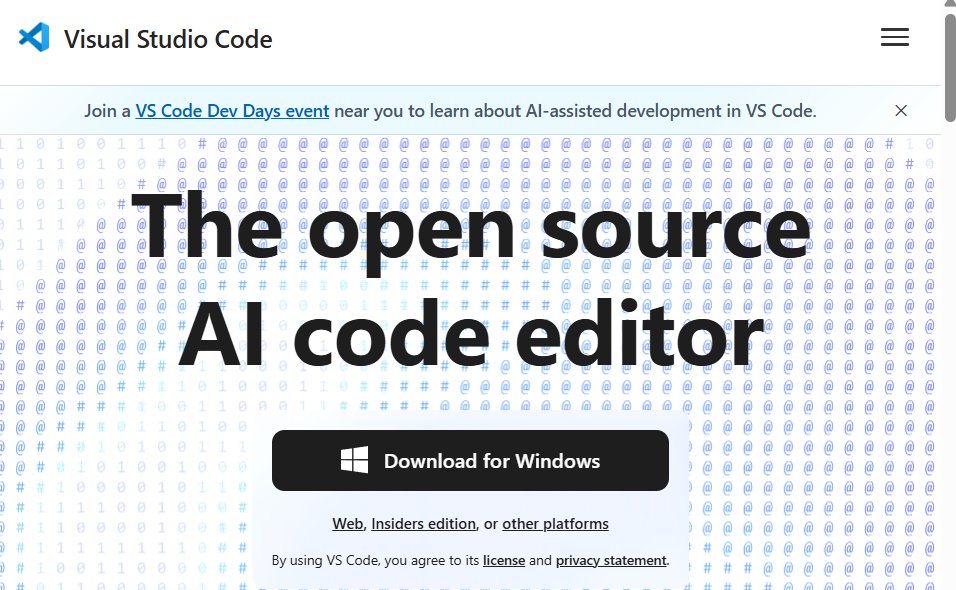 Visual Studio Code
Join a VS Code Dev Days event near you to learn about AI-assisted development in VS Code.
The open source
AI code editor
Download for Windows
Web, Insiders edition, or other platforms
By using VS Code, you agree to its license and privacy statement.